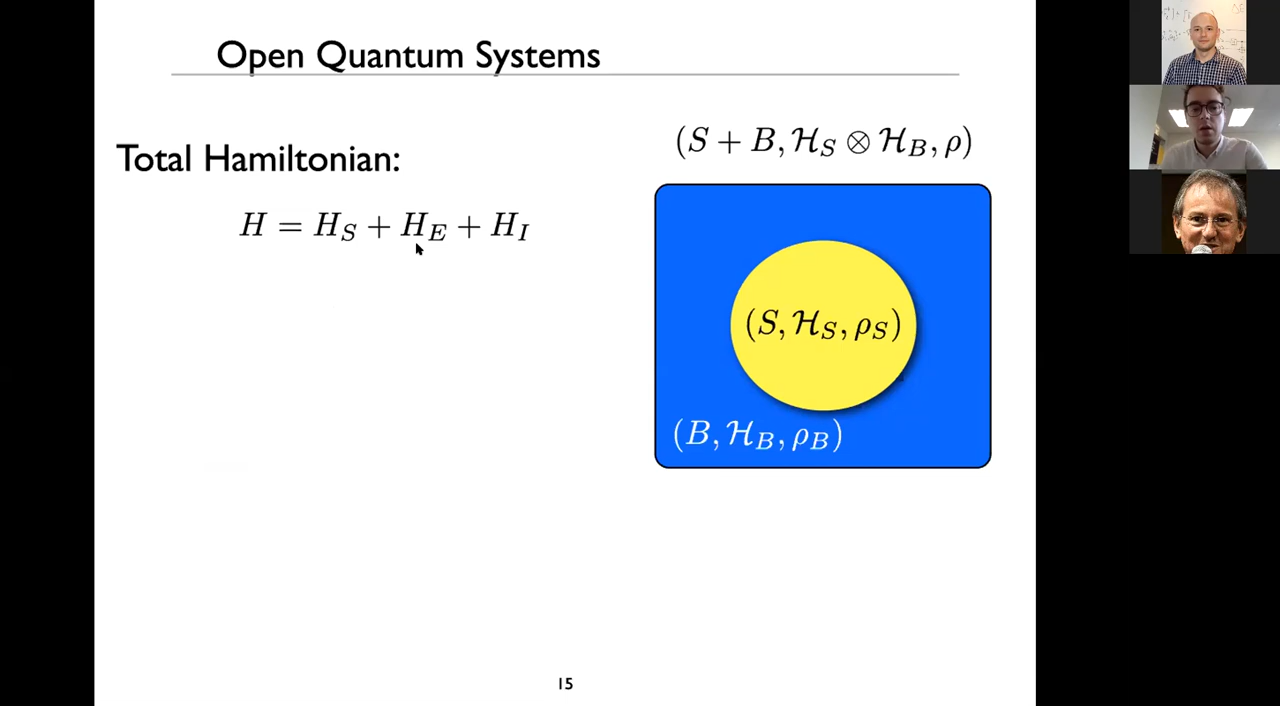 Open Quantum Systems
Total Hamiltonian:
H = H_S + H_E + H_I
(S + B, ℋ_S ⊗ ℋ_B, ρ)
(S, ℋ_S, ρ_S)
(B, ℋ_B, ρ_B)
15